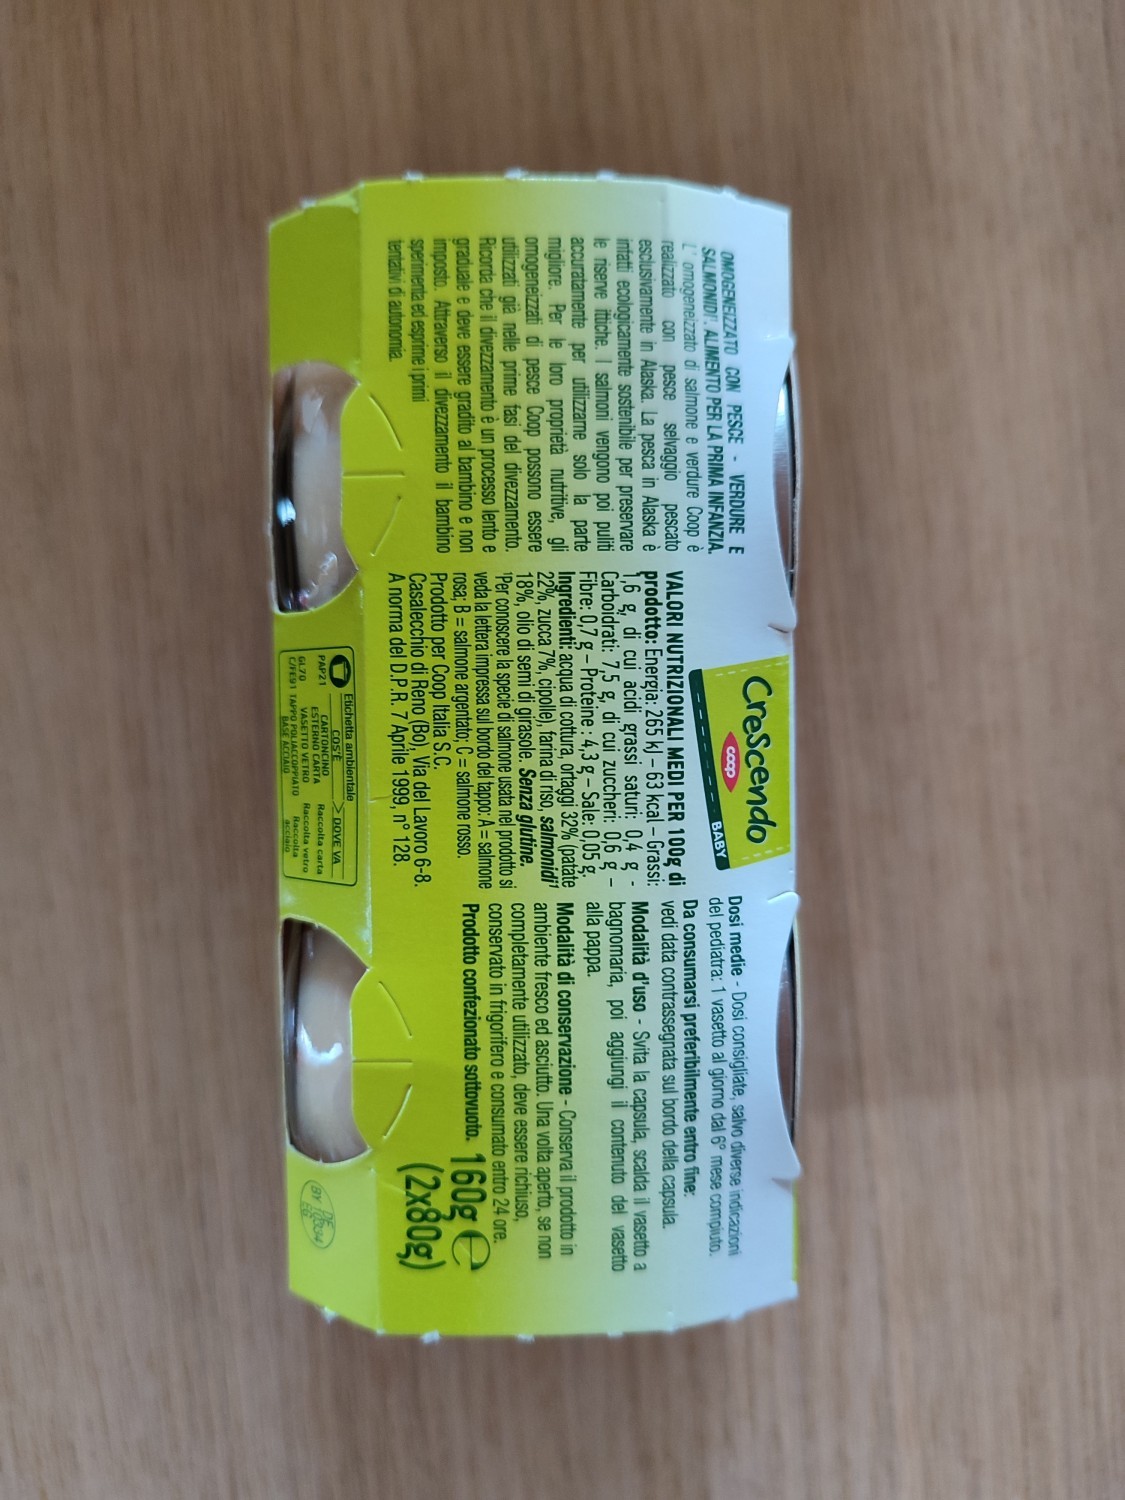 OMOGENEIZZATO CON PESCE - VERDURE E
SALMONIDI¹. ALIMENTO PER LA PRIMA INFANZIA.
L' omogeneizzato di salmone e verdure Coop è
realizzato con pesce selvaggio pescato
esclusivamente in Alaska. La pesca in Alaska è
infatti ecologicamente sostenibile per preservare
le riserve ittiche. I salmoni vengono poi puliti
accuratamente per utilizzarne solo la parte
migliore. Per le loro proprietà nutritive, gli
omogeneizzati di pesce Coop possono essere
utilizzati già nelle prime fasi del divezzamento.
Ricorda che il divezzamento è un processo lento e
graduale e deve essere gradito al bambino e non
imposto. Attraverso il divezzamento il bambino
sperimenta ed esprime i primi
tentativi di autonomia.
Crescendo
coop
BABY
VALORI NUTRIZIONALI MEDI PER 100g di
prodotto: Energia: 265 kJ – 63 kcal – Grassi:
1,6 g, di cui acidi grassi saturi: 0,4 g -
Carboidrati: 7,5 g, di cui zuccheri: 0,6 g –
Fibre: 0,7 g – Proteine : 4,3 g – Sale: 0,05 g.
Ingredienti: acqua di cottura, ortaggi 32% (patate
22%, zucca 7%, cipolle), farina di riso, salmonidi¹
18%, olio di semi di girasole. Senza glutine.
¹Per conoscere la specie di salmone usata nel prodotto si
veda la lettera impressa sul bordo del tappo: A = salmone
rosa; B = salmone argentato; C = salmone rosso.
Prodotto per Coop Italia S.C.
Casalecchio di Reno (Bo), Via del Lavoro 6-8.
A norma del D.P.R. 7 Aprile 1999, n° 128.
Etichetta ambientale
COS'È > DOVE VA
PAP21 CARTONCINO ESTERNO CARTA Raccolta carta
GL70 VASETTO VETRO Raccolta vetro
C/FE91 TAPPO POLIACCOPPIATO BASE ACCIAIO Raccolta acciaio
Dosi medie - Dosi consigliate, salvo diverse indicazioni
del pediatra: 1 vasetto al giorno dal 6° mese compiuto.
Da consumarsi preferibilmente entro fine:
vedi data contrassegnata sul bordo della capsula.
Modalità d'uso - Svita la capsula, scalda il vasetto a
bagnomaria, poi aggiungi il contenuto del vasetto
alla pappa.
Modalità di conservazione - Conserva il prodotto in
ambiente fresco ed asciutto. Una volta aperto, se non
completamente utilizzato, deve essere richiuso,
conservato in frigorifero e consumato entro 24 ore.
Prodotto confezionato sottovuoto.
160g e
(2x80g)
DE
BY